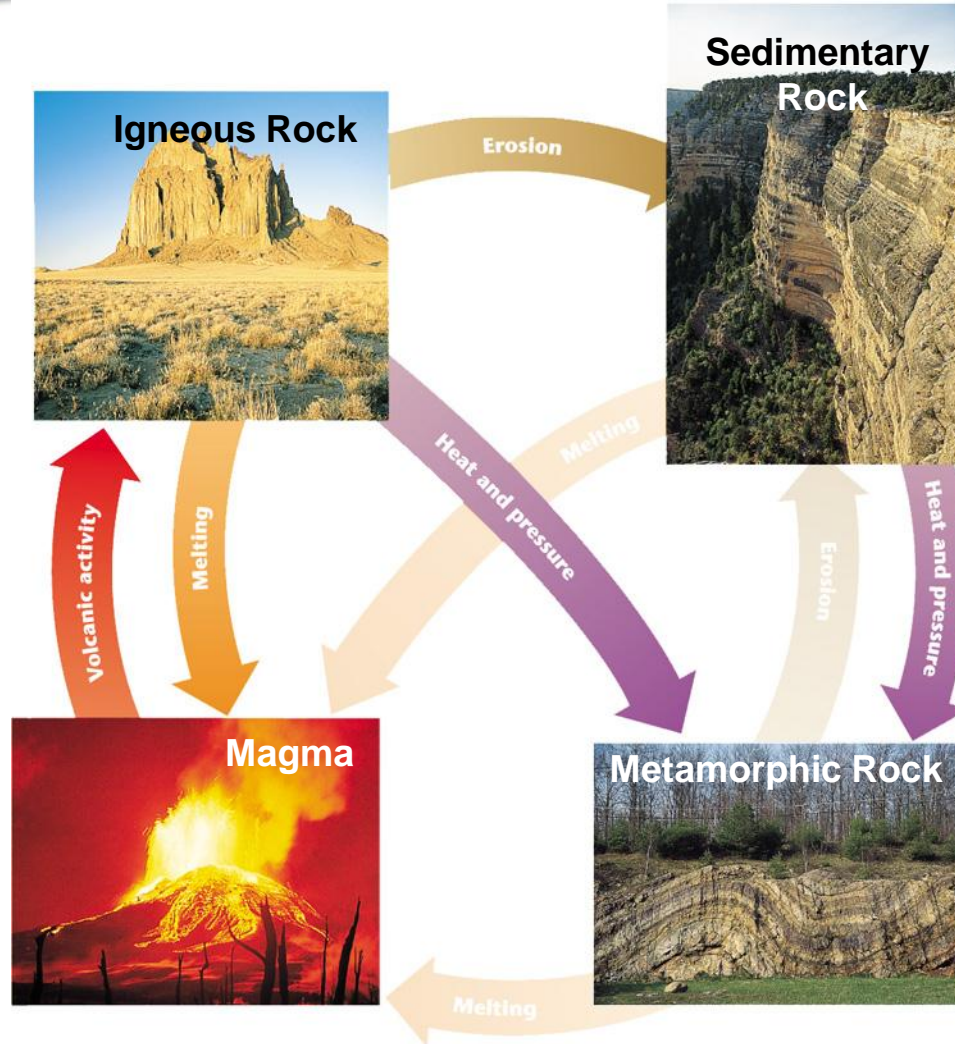 Sedimentary
Rock
Igneous Rock
Erosion
Melting
Heat and pressure
Heat and pressure
Volcanic activity
Melting
Erosion
Magma
Metamorphic Rock
Melting